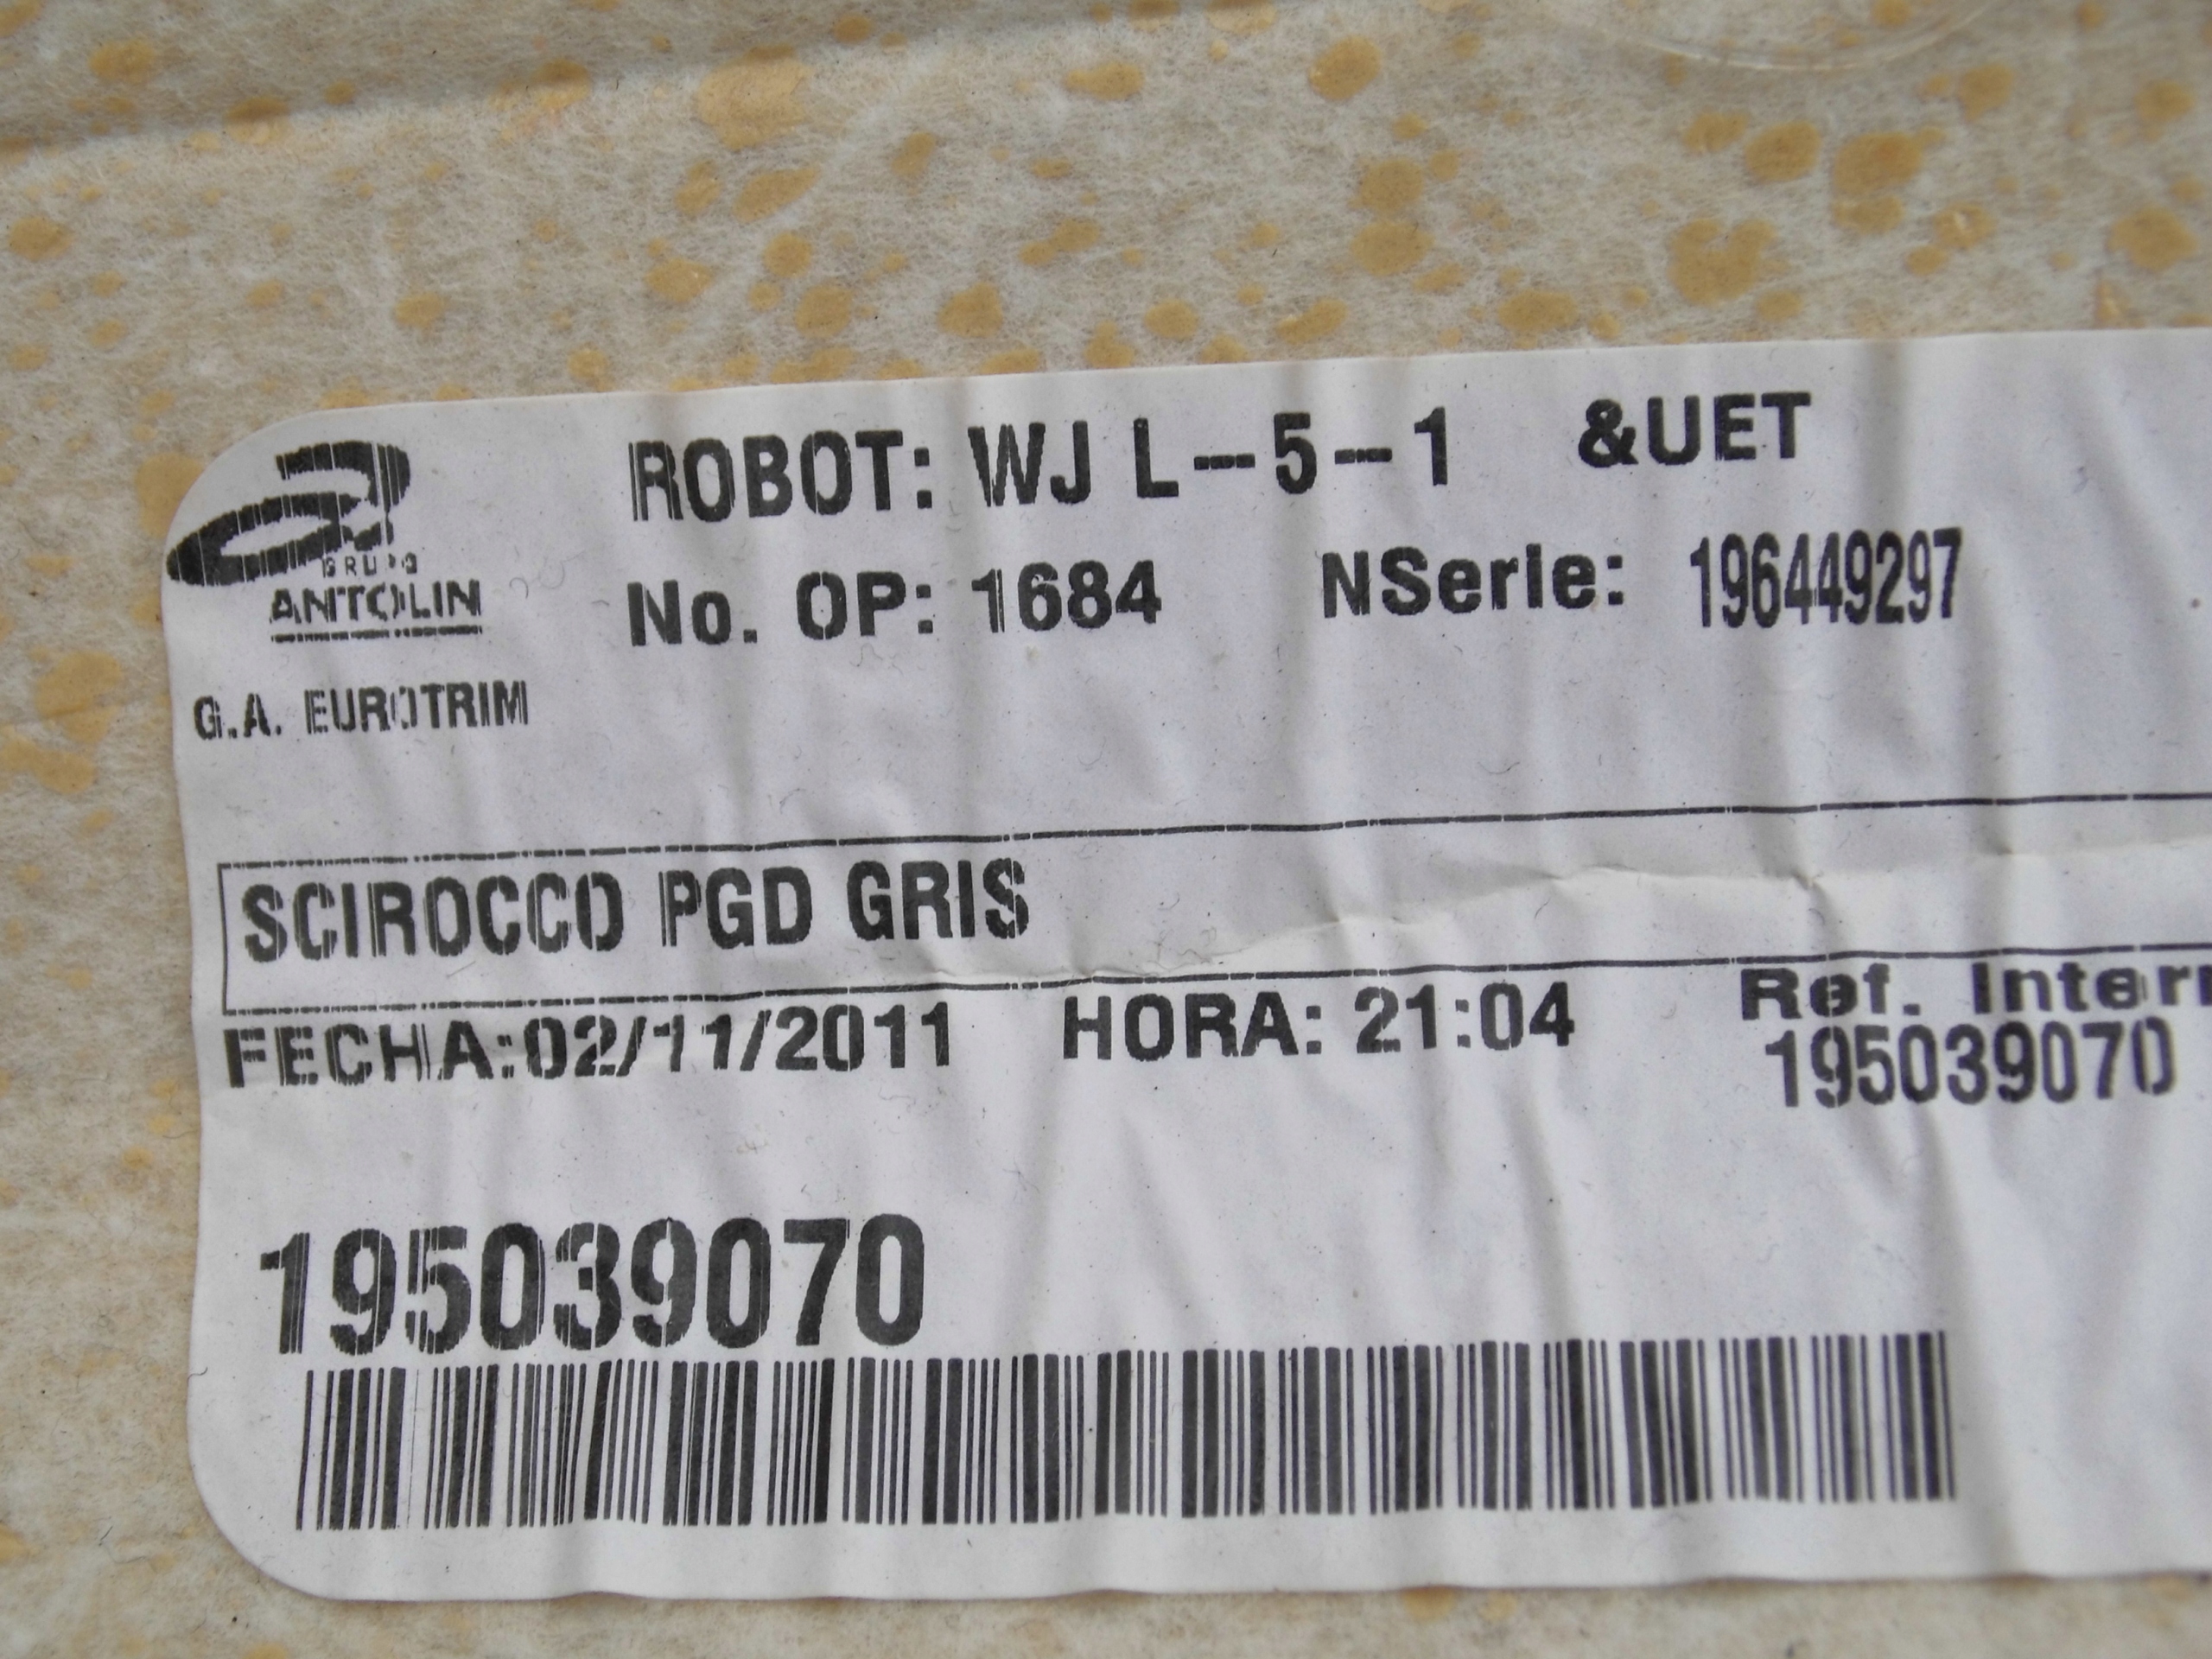 ROBOT: WJ L-5-1 &UET
GRUPO
ANTOLIN
No. OP: 1684 NSerie: 196449297
G.A. EUROTRIM
SCIROCCO PGD GRIS
FECHA:02/11/2011 HORA: 21:04 Ref. Intern
195039070
195039070